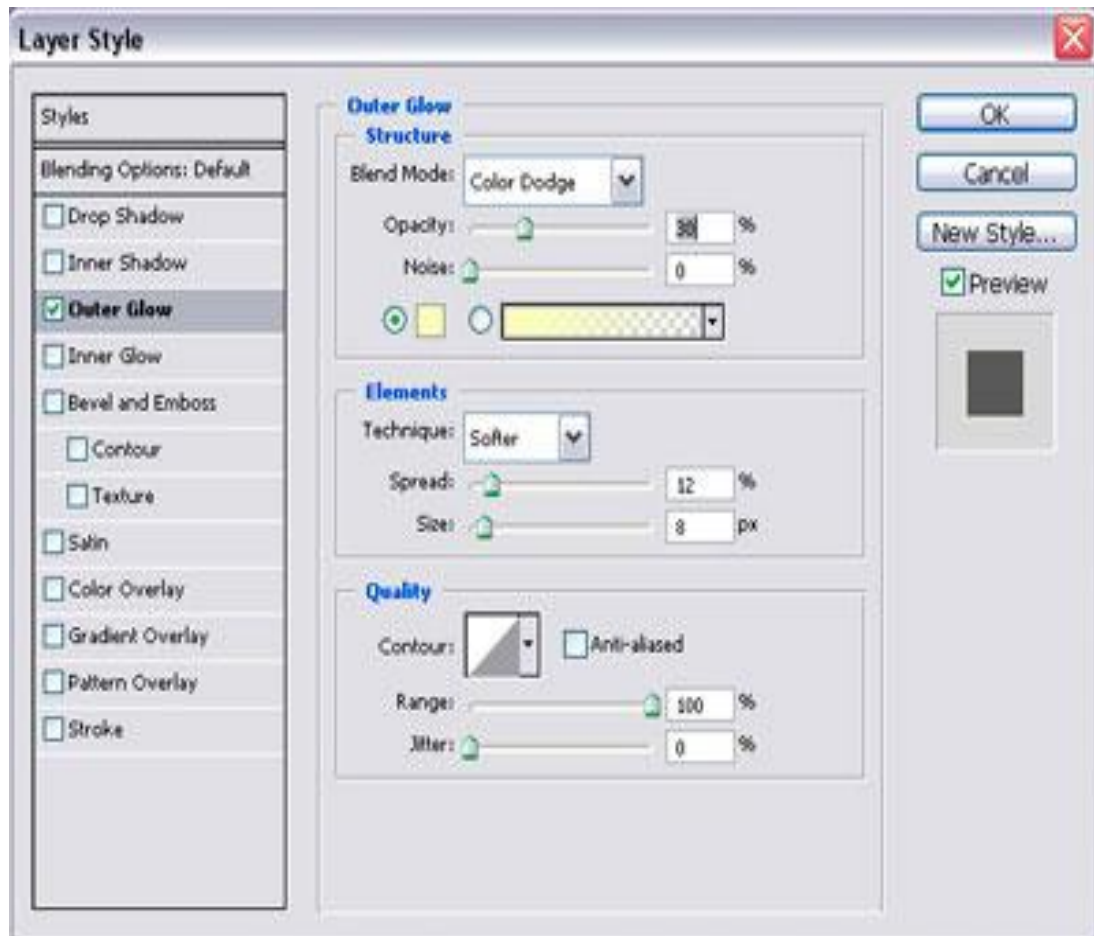 Layer Style
Styles
Blending Options: Default
Drop Shadow
Inner Shadow
Outer Glow
Inner Glow
Bevel and Emboss
Contour
Texture
Satin
Color Overlay
Gradient Overlay
Pattern Overlay
Stroke
Outer Glow
Structure
Blend Mode: Color Dodge
Opacity: 30 %
Noise: 0 %
Elements
Technique: Softer
Spread: 12 %
Size: 8 px
Quality
Contour: Anti-aliased
Range: 100 %
Jitter: 0 %
OK
Cancel
New Style...
Preview